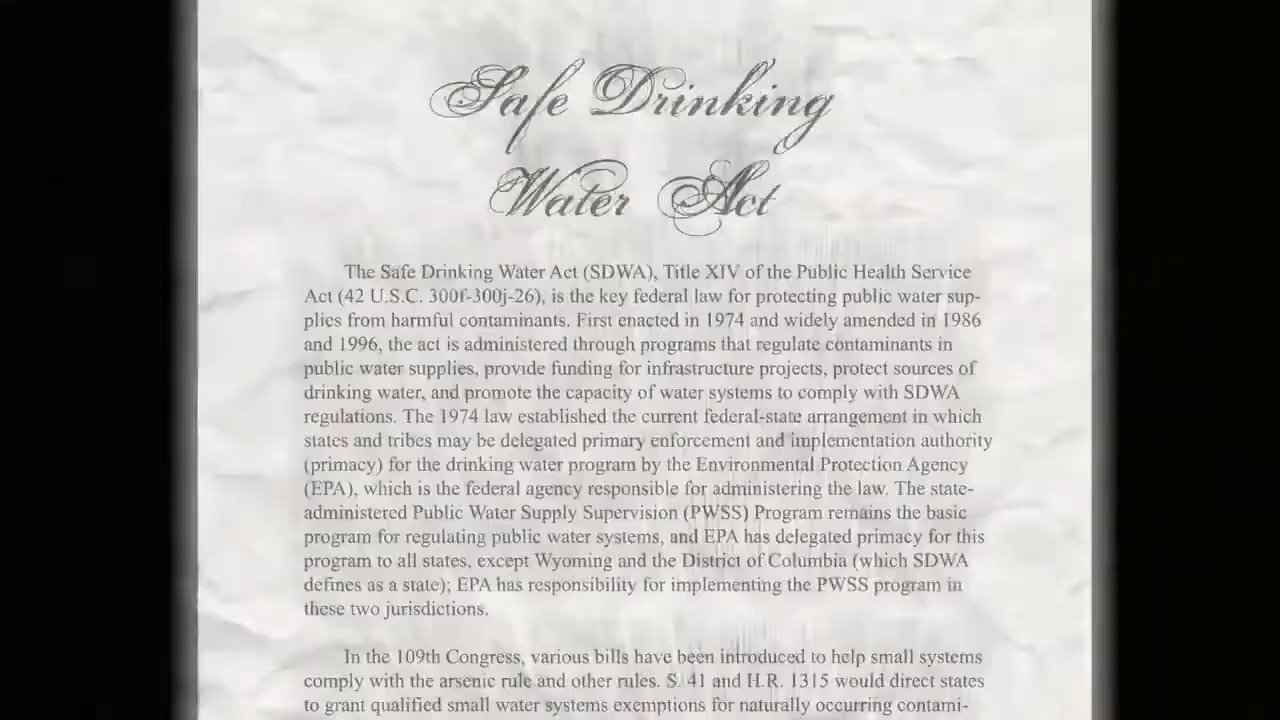 Safe Drinking
Water Act
The Safe Drinking Water Act (SDWA), Title XIV of the Public Health Service
Act (42 U.S.C. 300f-300j-26), is the key federal law for protecting public water sup-
plies from harmful contaminants. First enacted in 1974 and widely amended in 1986
and 1996, the act is administered through programs that regulate contaminants in
public water supplies, provide funding for infrastructure projects, protect sources of
drinking water, and promote the capacity of water systems to comply with SDWA
regulations. The 1974 law established the current federal-state arrangement in which
states and tribes may be delegated primary enforcement and implementation authority
(primacy) for the drinking water program by the Environmental Protection Agency
(EPA), which is the federal agency responsible for administering the law. The state-
administered Public Water Supply Supervision (PWSS) Program remains the basic
program for regulating public water systems, and EPA has delegated primacy for this
program to all states, except Wyoming and the District of Columbia (which SDWA
defines as a state); EPA has responsibility for implementing the PWSS program in
these two jurisdictions.
In the 109th Congress, various bills have been introduced to help small systems
comply with the arsenic rule and other rules. S. 41 and H.R. 1315 would direct states
to grant qualified small water systems exemptions for naturally occurring contami-